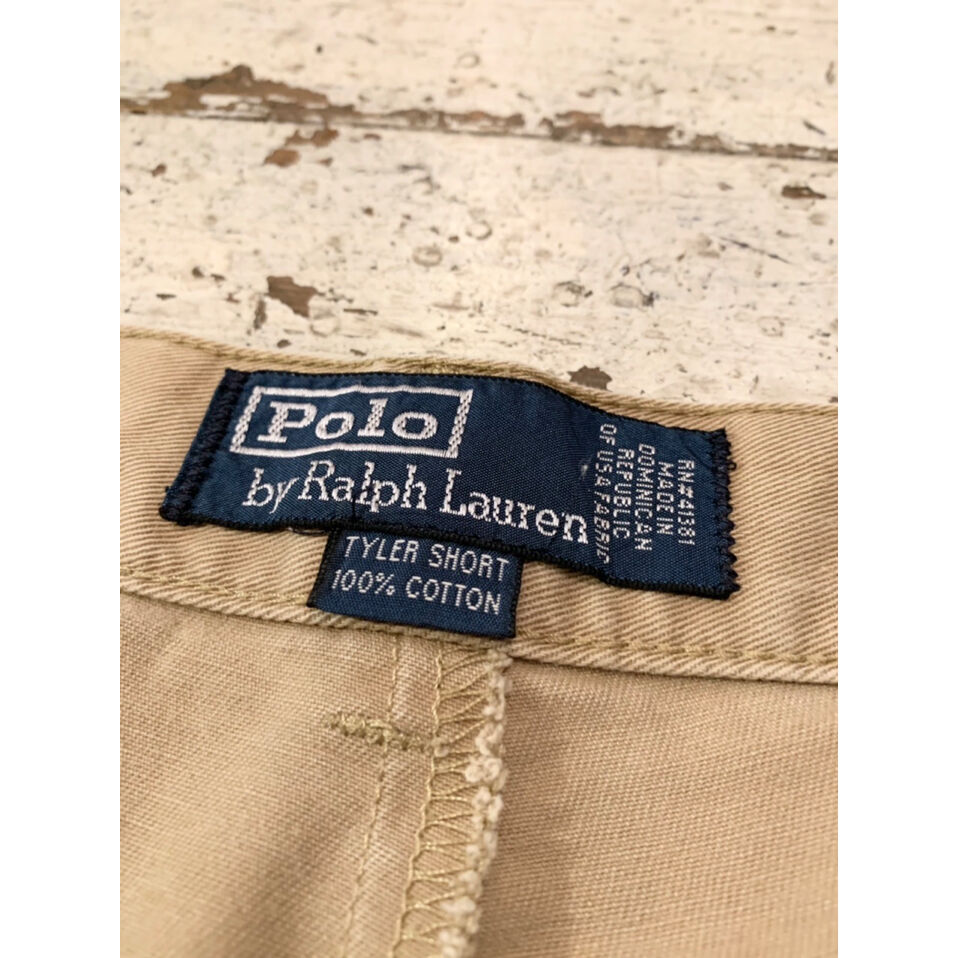 Polo
by Ralph Lauren
RN#41381
MADE IN
DOMINICAN
REPUBLIC
OF USA FABRIC
TYLER SHORT
100% COTTON